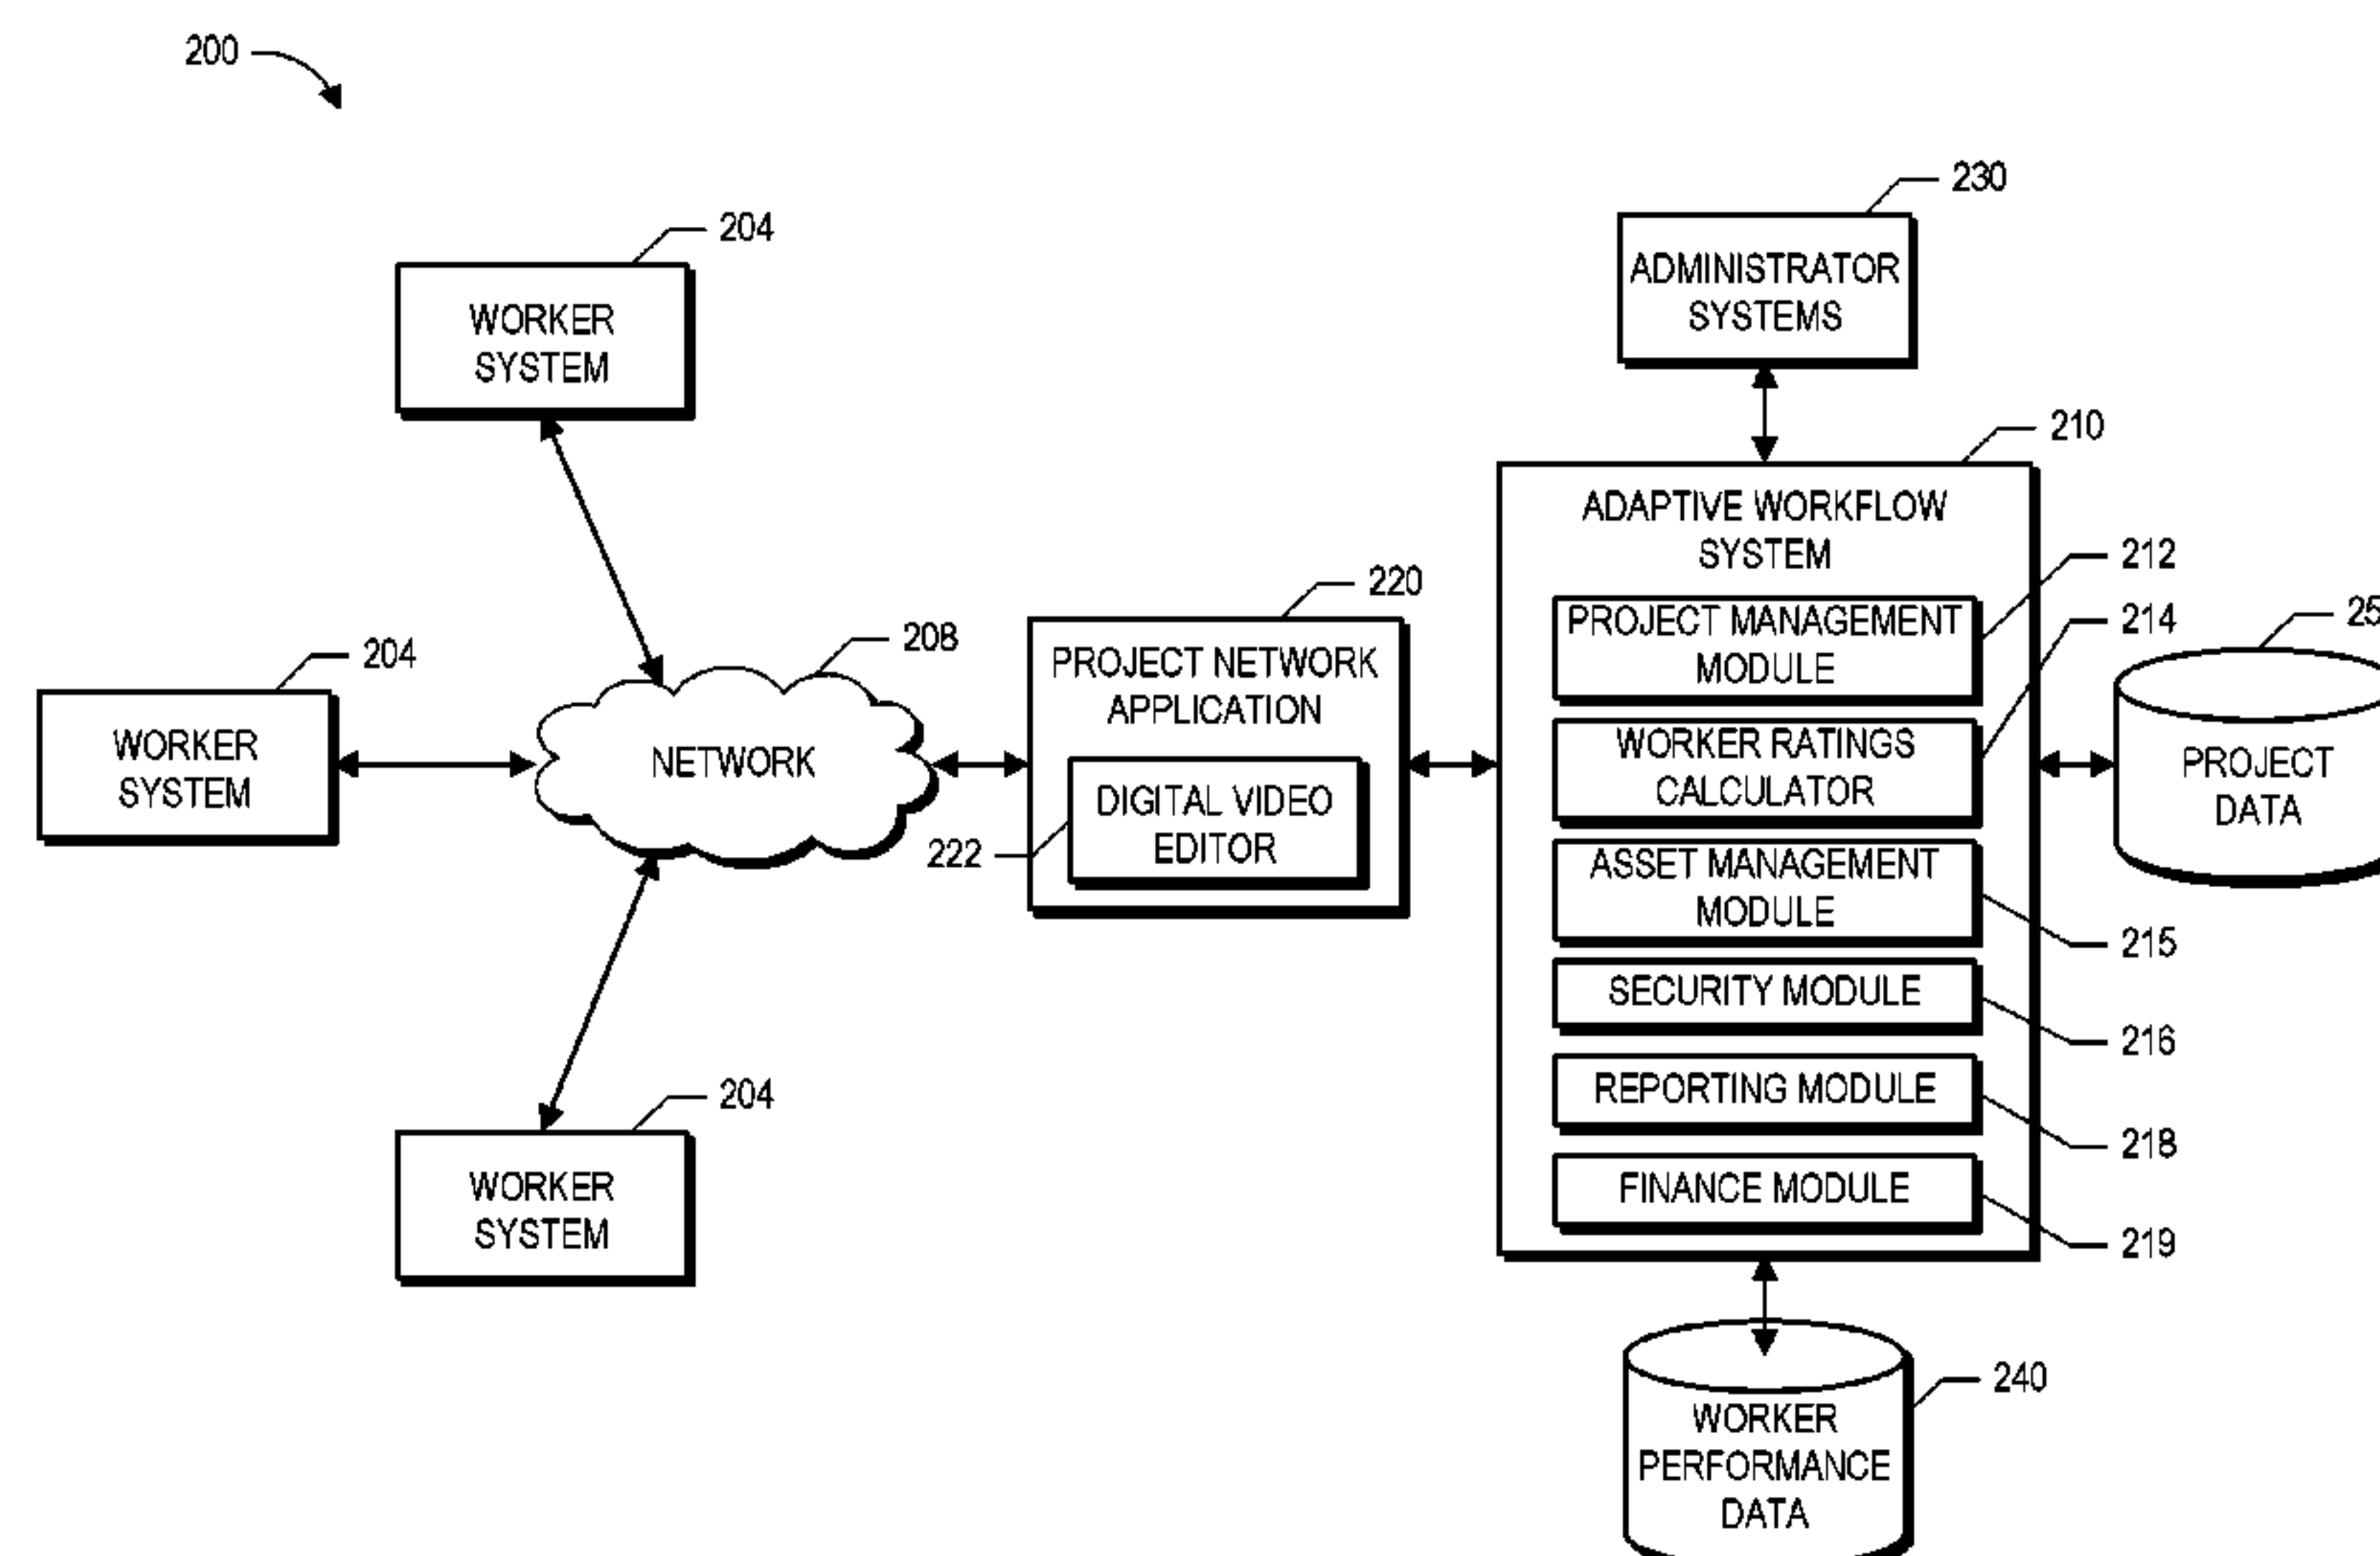 200
230
204
ADMINISTRATOR
SYSTEMS
WORKER
SYSTEM
210
ADAPTIVE WORKFLOW
SYSTEM
212
220
PROJECT MANAGEMENT
MODULE
214
208
204
PROJECT NETWORK
APPLICATION
WORKER RATINGS
CALCULATOR
WORKER
SYSTEM
NETWORK
PROJECT
DATA
DIGITAL VIDEO
EDITOR
222
ASSET MANAGEMENT
MODULE
215
SECURITY MODULE
216
REPORTING MODULE
218
204
WORKER
SYSTEM
FINANCE MODULE
219
240
WORKER
PERFORMANCE
DATA